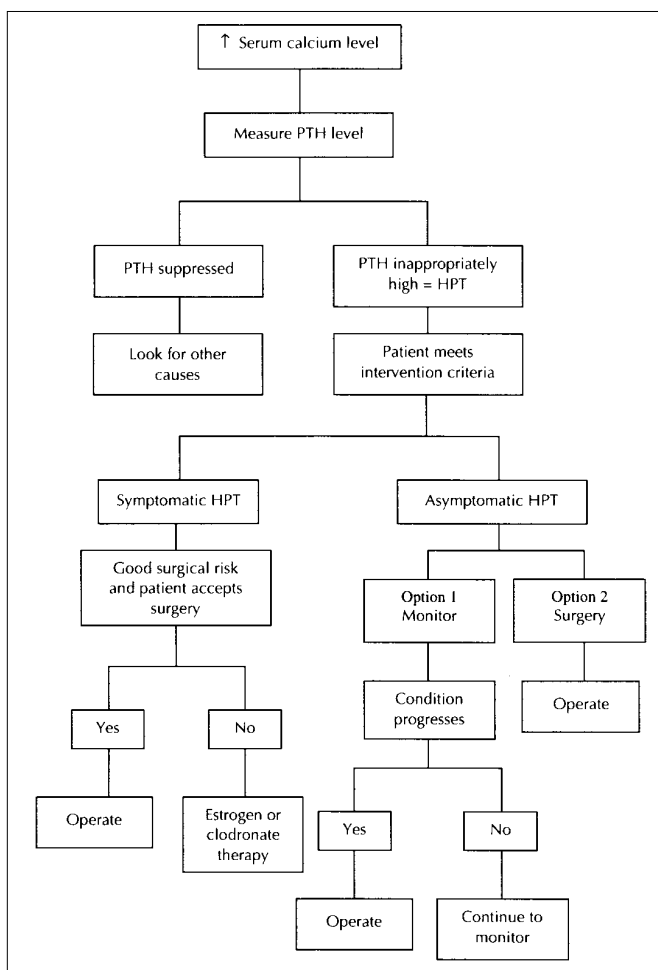 ↑ Serum calcium level
Measure PTH level
PTH suppressed
PTH inappropriately
high = HPT
Look for other
causes
Patient meets
intervention criteria
Symptomatic HPT
Asymptomatic HPT
Good surgical risk
and patient accepts
surgery
Option 1
Monitor
Option 2
Surgery
Yes
No
Condition
progresses
Operate
Operate
Estrogen or
clodronate
therapy
Yes
No
Operate
Continue to
monitor